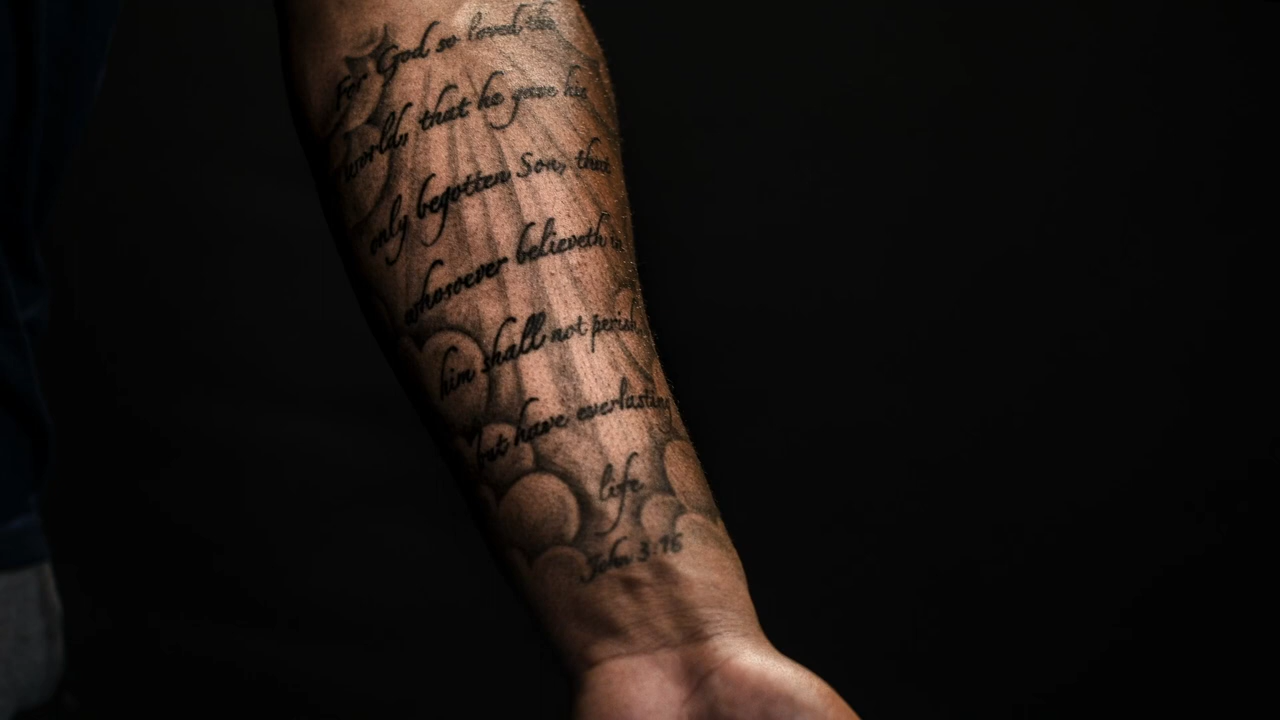 For God so loved the
world, that he gave his
only begotten Son, that
whosoever believeth in
him shall not perish,
but have everlasting
life
John 3:16